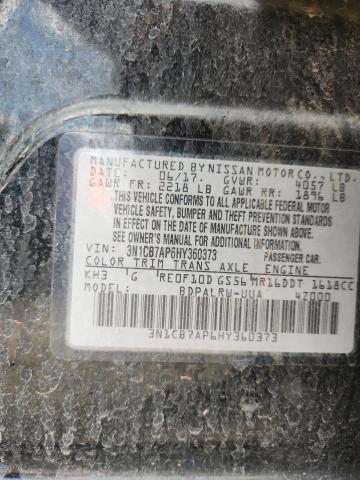 MANUFACTURED BY NISSAN MOTOR CO., LTD.
DATE: 06/17 GVWR: 4057 LB
GAWR FR: 2218 LB GAWR RR: 1896 LB
THIS VEHICLE CONFORMS TO ALL APPLICABLE FEDERAL MOTOR
VEHICLE SAFETY, BUMPER AND THEFT PREVENTION STANDARDS
IN EFFECT ON THE DATE OF MANUFACTURE SHOWN ABOVE.
SEE OWNER'S MANUAL FOR ADDITIONAL INFORMATION
VIN: 3N1CB7AP6HY360373 PASSENGER CAR.
COLOR TRIM TRANS AXLE ENGINE
KH3 G RE0F10D GS56 MR16DDT 1618CC
MODEL: BDPALRW-UUA 47000
3N1CB7AP6HY360373